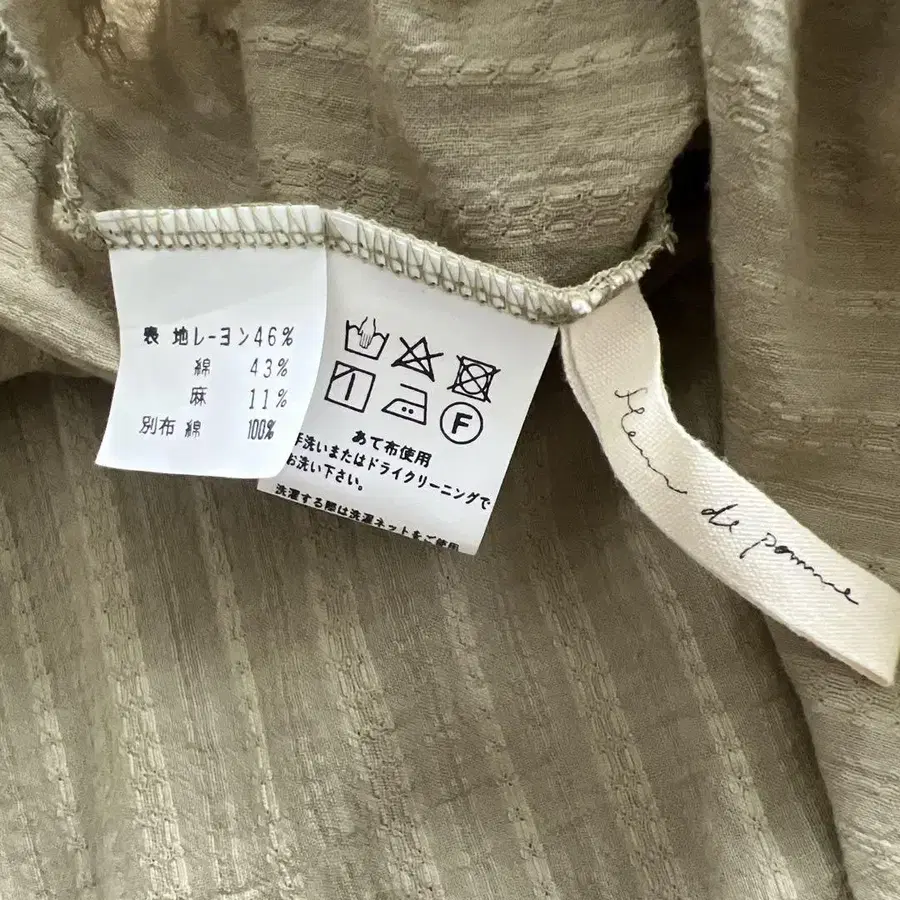 表 地レーヨン46%
綿 43%
麻 11%
別布 綿 100%
F
あて布使用
手洗いまたはドライクリーニングで
お洗い下さい。
洗濯する際は洗濯ネットをご使用
fleur de pomme